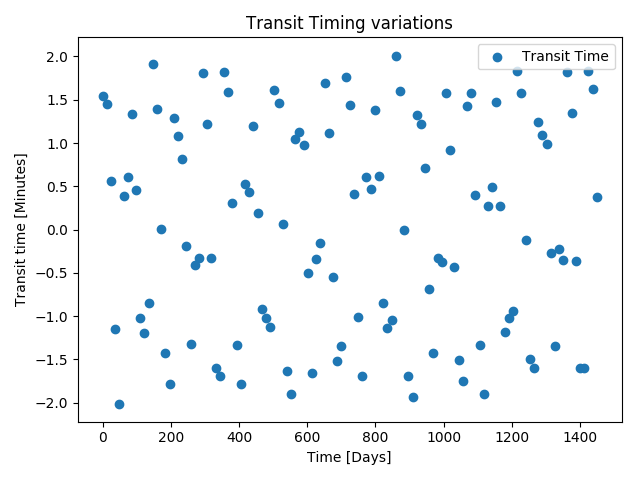 Transit Timing variations
Transit Time
2.0
1.5
1.0
0.5
0.0
−0.5
−1.0
−1.5
−2.0
Transit time [Minutes]
0 200 400 600 800 1000 1200 1400
Time [Days]